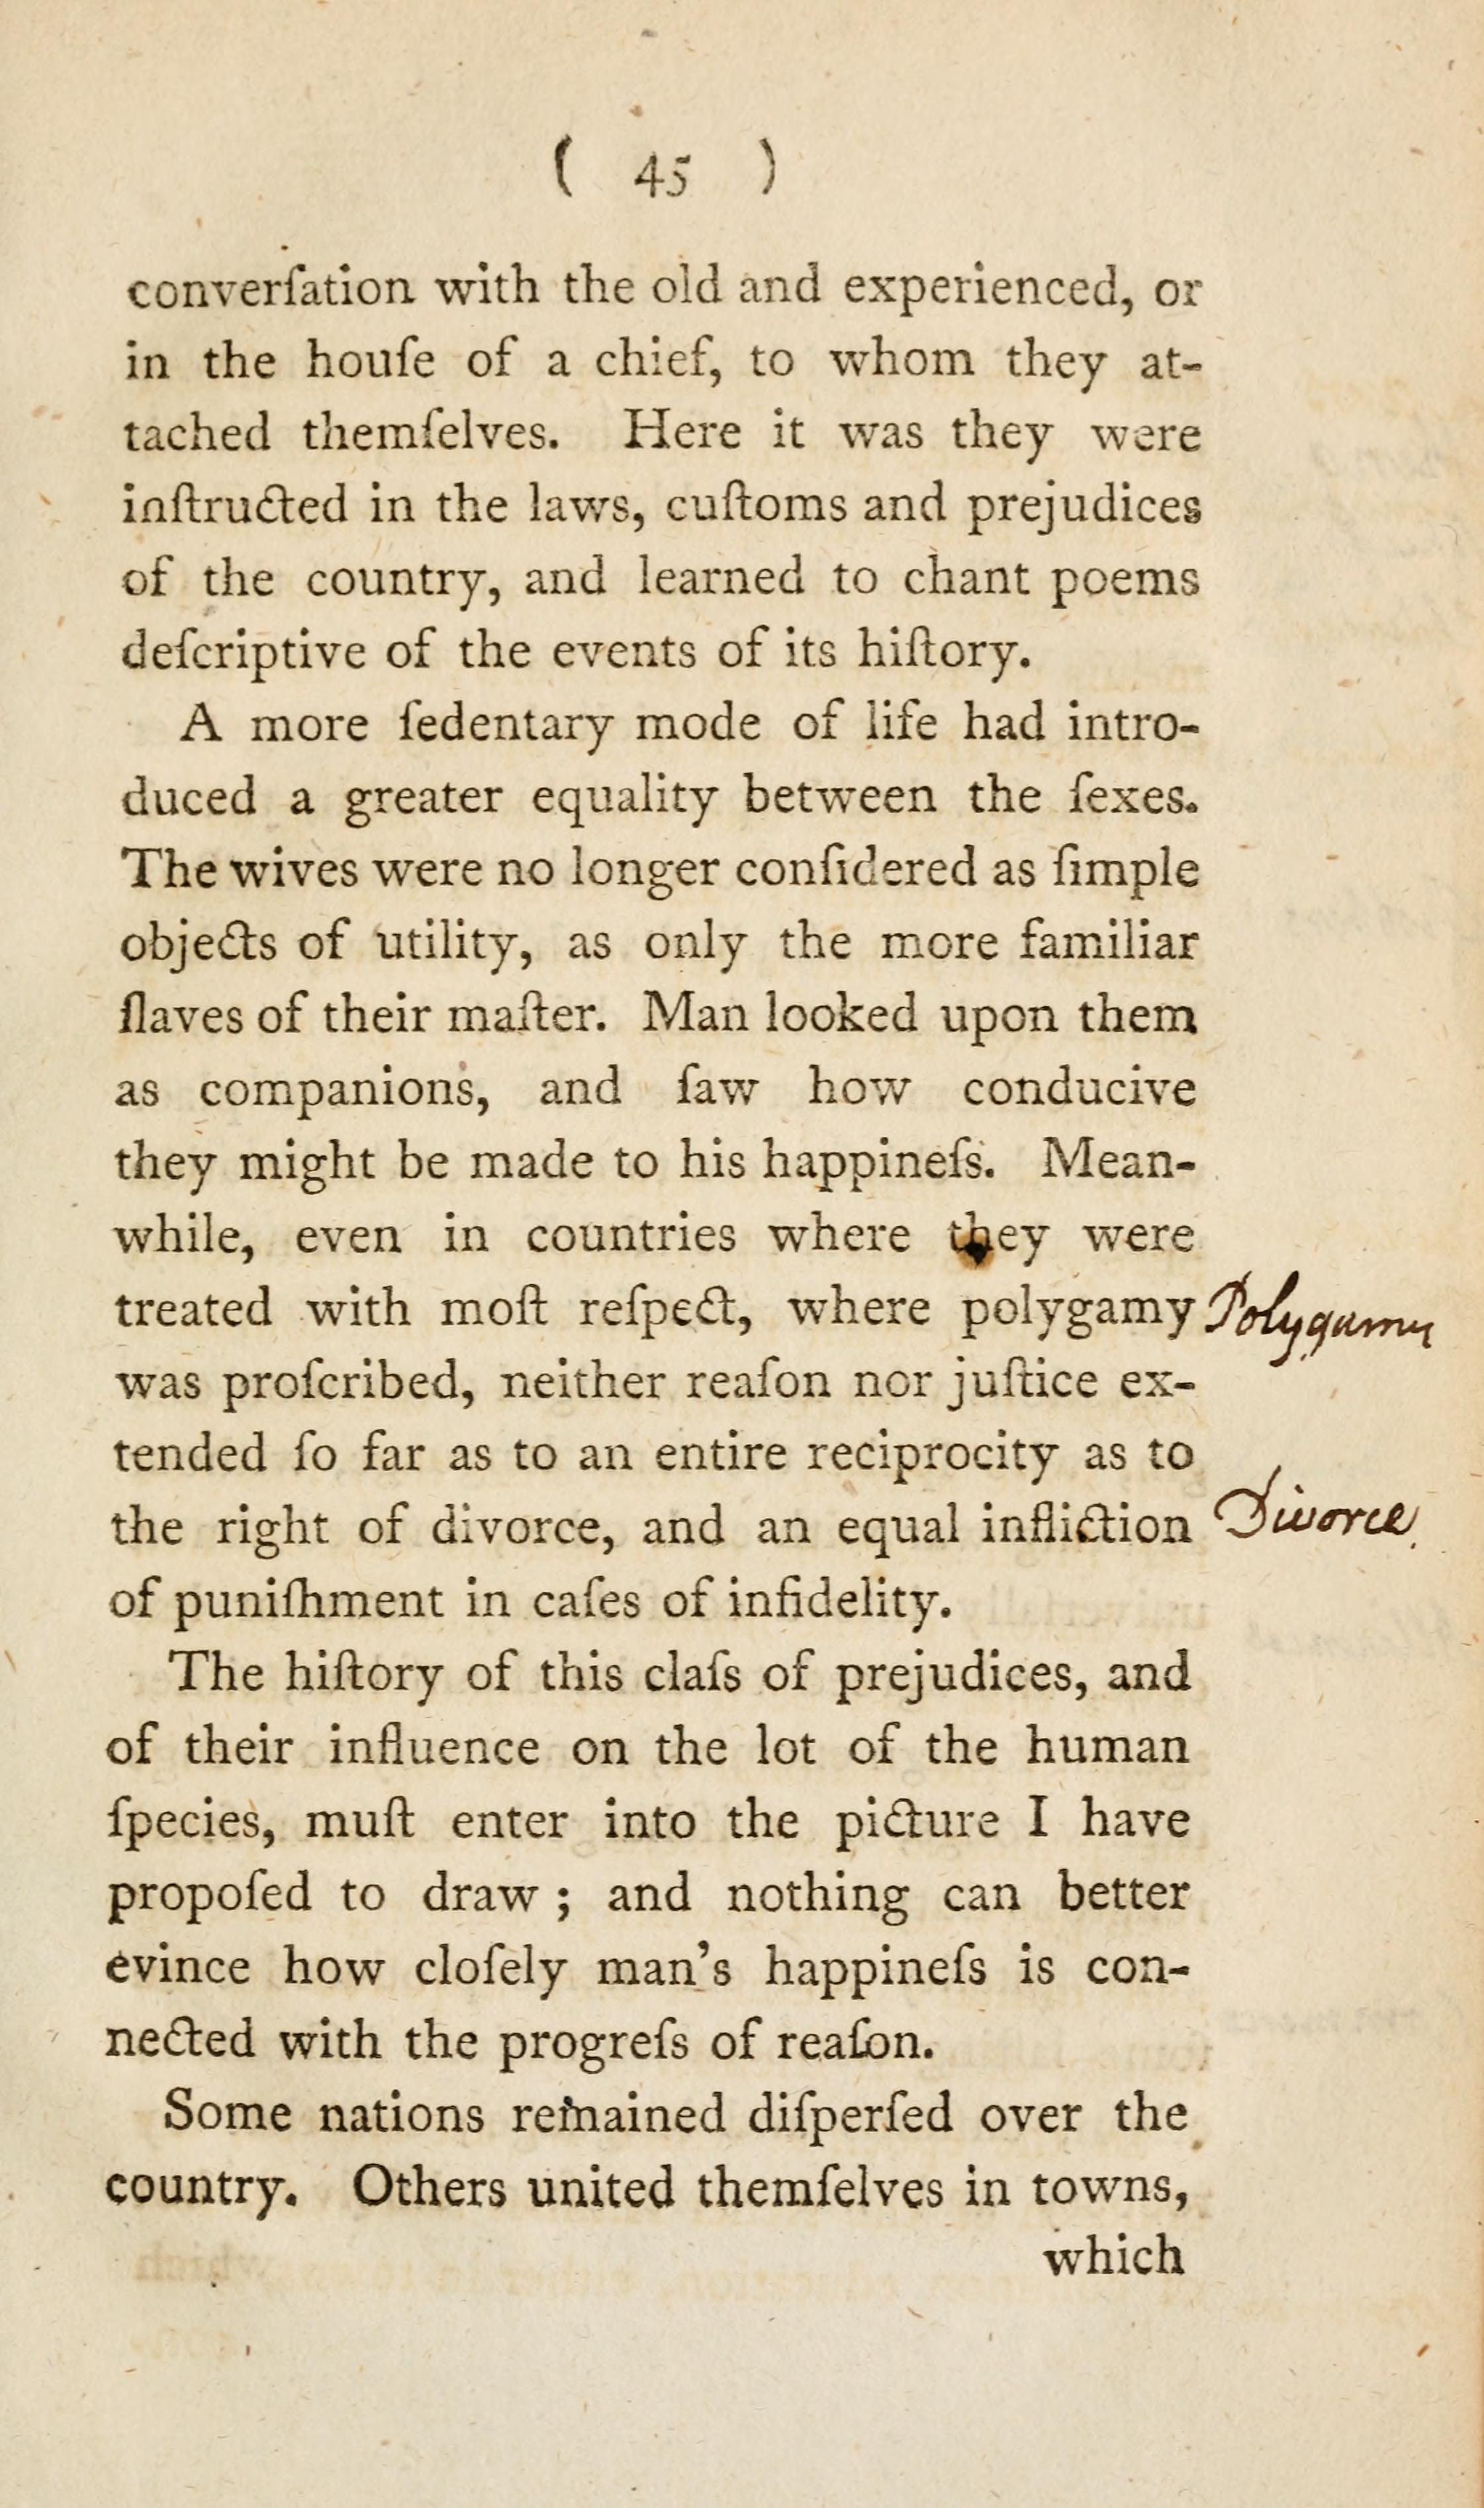 ( 45 )
converſation with the old and experienced, or
in the houſe of a chief, to whom they at-
tached themſelves. Here it was they were
inſtructed in the laws, cuſtoms and prejudices
of the country, and learned to chant poems
deſcriptive of the events of its hiſtory.
A more ſedentary mode of life had intro-
duced a greater equality between the ſexes.
The wives were no longer conſidered as ſimple
objects of utility, as only the more familiar
ſlaves of their maſter. Man looked upon them
as companions, and ſaw how conducive
they might be made to his happineſs. Mean-
while, even in countries where they were
treated with moſt reſpect, where polygamy Polygamy
was proſcribed, neither reaſon nor juſtice ex-
tended ſo far as to an entire reciprocity as to
the right of divorce, and an equal infliction Divorce.
of puniſhment in caſes of infidelity.
The hiſtory of this claſs of prejudices, and
of their influence on the lot of the human
ſpecies, muſt enter into the picture I have
propoſed to draw ; and nothing can better
evince how cloſely man's happineſs is con-
nected with the progreſs of reaſon.
Some nations remained diſperſed over the
country. Others united themſelves in towns,
which